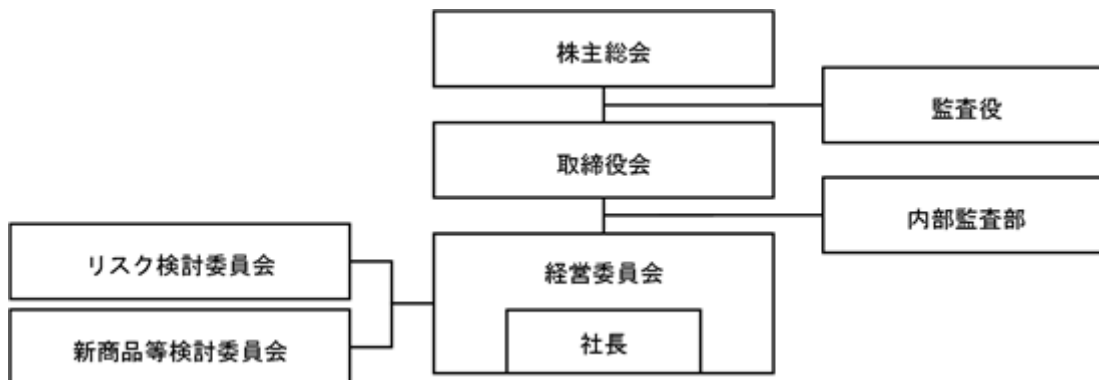 株主総会
監査役
取締役会
内部監査部
リスク検討委員会
経営委員会
新商品等検討委員会
社長